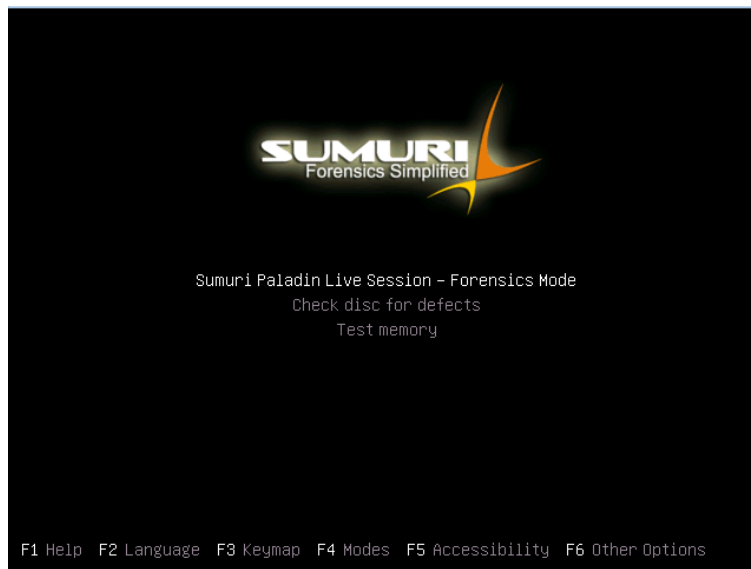 SUMURI
Forensics Simplified
Sumuri Paladin Live Session - Forensics Mode
Check disc for defects
Test memory
F1 Help F2 Language F3 Keymap F4 Modes F5 Accessibility F6 Other Options